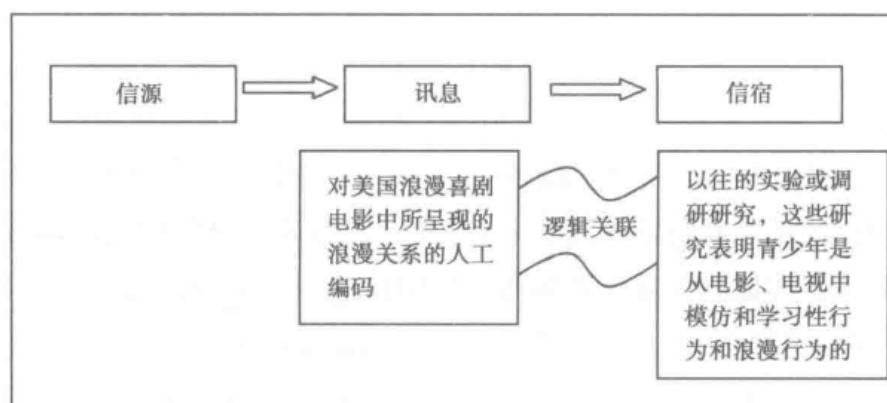 信源
讯息
信宿
对美国浪漫喜剧
电影中所呈现的
浪漫关系的人工
编码
逻辑关联
以往的实验或调
研研究，这些研
究表明青少年是
从电影、电视中
模仿和学习性行
为和浪漫行为的